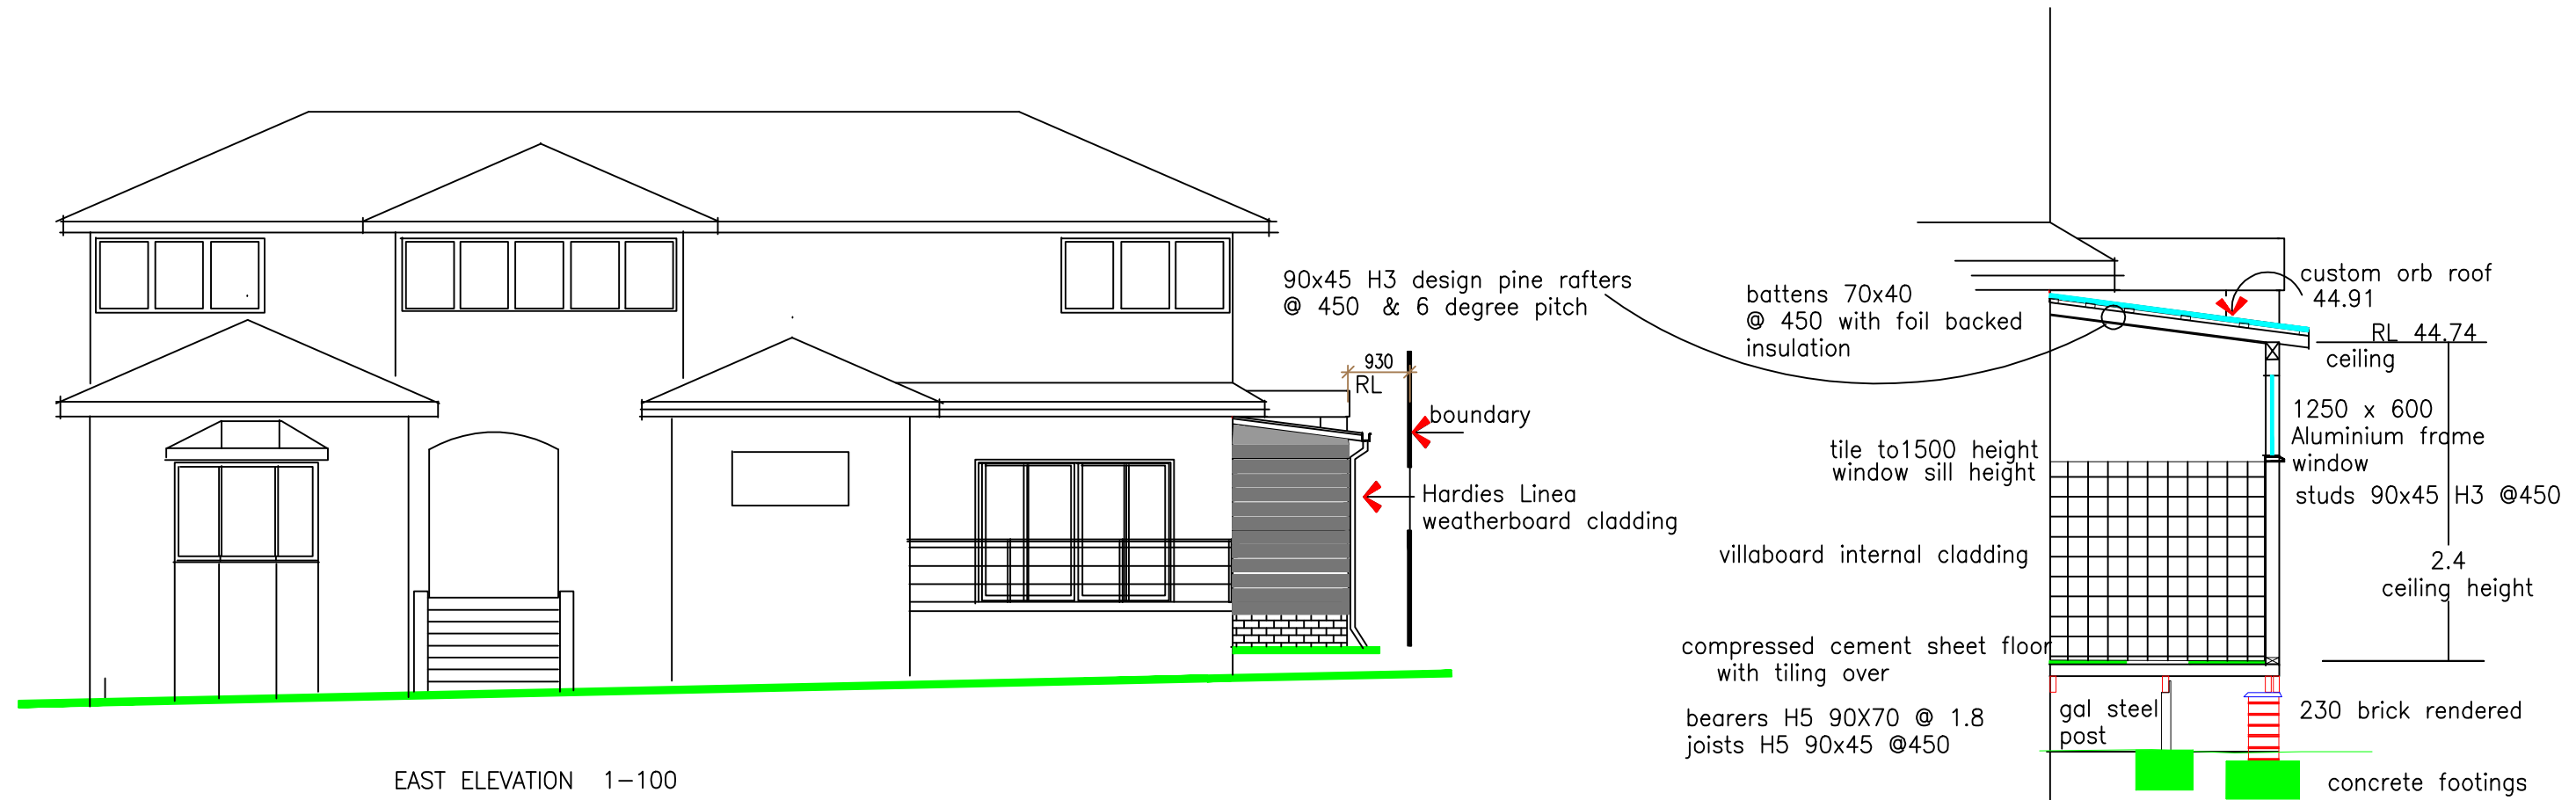 90x45 H3 design pine rafters
@ 450 & 6 degree pitch
930
RL
boundary
Hardies Linea
weatherboard cladding
EAST ELEVATION 1-100
battens 70x40
@ 450 with foil backed
insulation
custom orb roof
44.91
RL 44.74
ceiling
1250 x 600
Aluminium frame
window
tile to1500 height
window sill height
studs 90x45 H3 @450
villaboard internal cladding
2.4
ceiling height
compressed cement sheet floor
with tiling over
bearers H5 90X70 @ 1.8
joists H5 90x45 @450
gal steel
post
230 brick rendered
concrete footings